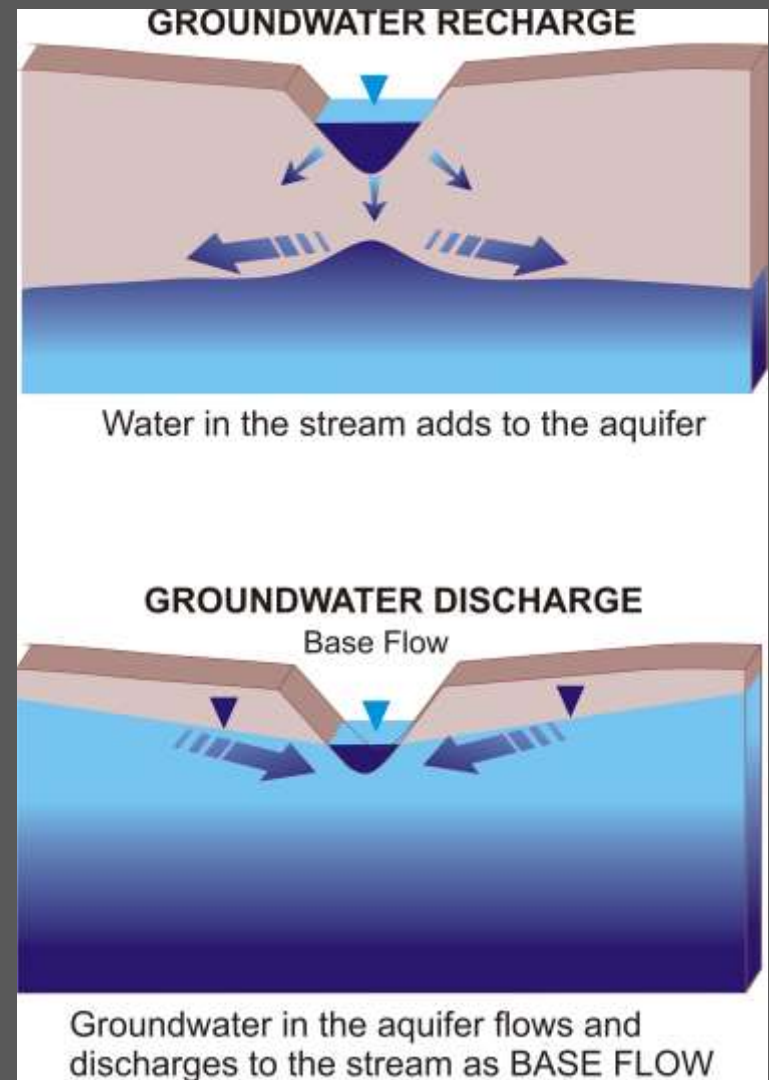 GROUNDWATER RECHARGE
Water in the stream adds to the aquifer
GROUNDWATER DISCHARGE
Base Flow
Groundwater in the aquifer flows and
discharges to the stream as BASE FLOW